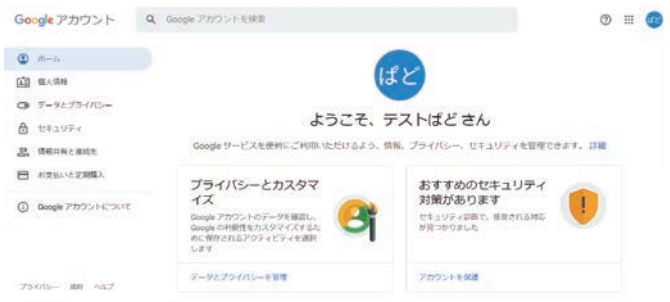 Google アカウント
Google アカウントを検索
ぱど
ホーム
個人情報
データとプライバシー
セキュリティ
情報共有と連絡先
お支払いと定期購入
Google アカウントについて
ぱど
ようこそ、テストぱど さん
Google サービスを便利にご利用いただけるよう、情報、プライバシー、セキュリティを管理できます。詳細
プライバシーとカスタマ
イズ
Google アカウントのデータを確認し、
Google の利便性をカスタマイズするた
めに保存されるアクティビティを選択
します
データとプライバシーを管理
おすすめのセキュリティ
対策があります
セキュリティ診断で、推奨される対応
が見つかりました
アカウントを保護
プライバシー 規約 ヘルプ